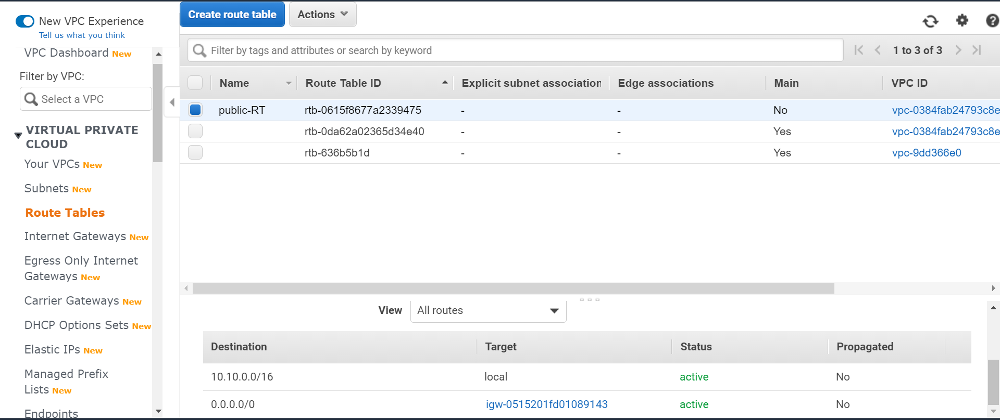 New VPC Experience
Tell us what you think
VPC Dashboard New
Filter by VPC:
Select a VPC
VIRTUAL PRIVATE
CLOUD
Your VPCs New
Subnets New
Route Tables
Internet Gateways New
Egress Only Internet
Gateways New
Carrier Gateways New
DHCP Options Sets New
Elastic IPs New
Managed Prefix
Lists New
Endpoints
Create route table Actions
Filter by tags and attributes or search by keyword 1 to 3 of 3
Name Route Table ID Explicit subnet association Edge associations Main VPC ID
public-RT rtb-0615f8677a2339475 - - No vpc-0384fab24793c8e
rtb-0da62a02365d34e40 - - Yes vpc-0384fab24793c8e
rtb-636b5b1d - - Yes vpc-9dd366e0
View All routes
Destination Target Status Propagated
10.10.0.0/16 local active No
0.0.0.0/0 igw-0515201fd01089143 active No